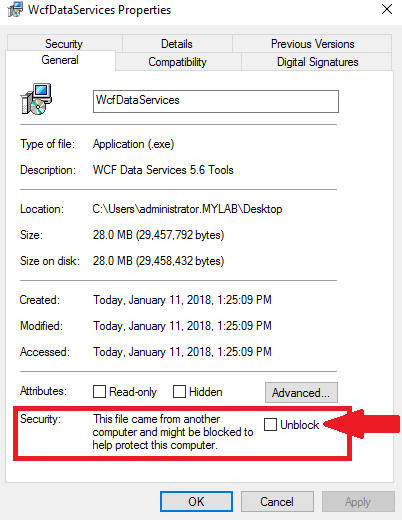 WcfDataServices Properties
Security Details Previous Versions
General Compatibility Digital Signatures
WcfDataServices
Type of file: Application (.exe)
Description: WCF Data Services 5.6 Tools
Location: C:\Users\administrator.MYLAB\Desktop
Size: 28.0 MB (29,457,792 bytes)
Size on disk: 28.0 MB (29,458,432 bytes)
Created: Today, January 11, 2018, 1:25:09 PM
Modified: Today, January 11, 2018, 1:25:09 PM
Accessed: Today, January 11, 2018, 1:25:09 PM
Attributes: Read-only Hidden Advanced...
Security: This file came from another
computer and might be blocked to
help protect this computer.
Unblock
OK Cancel Apply